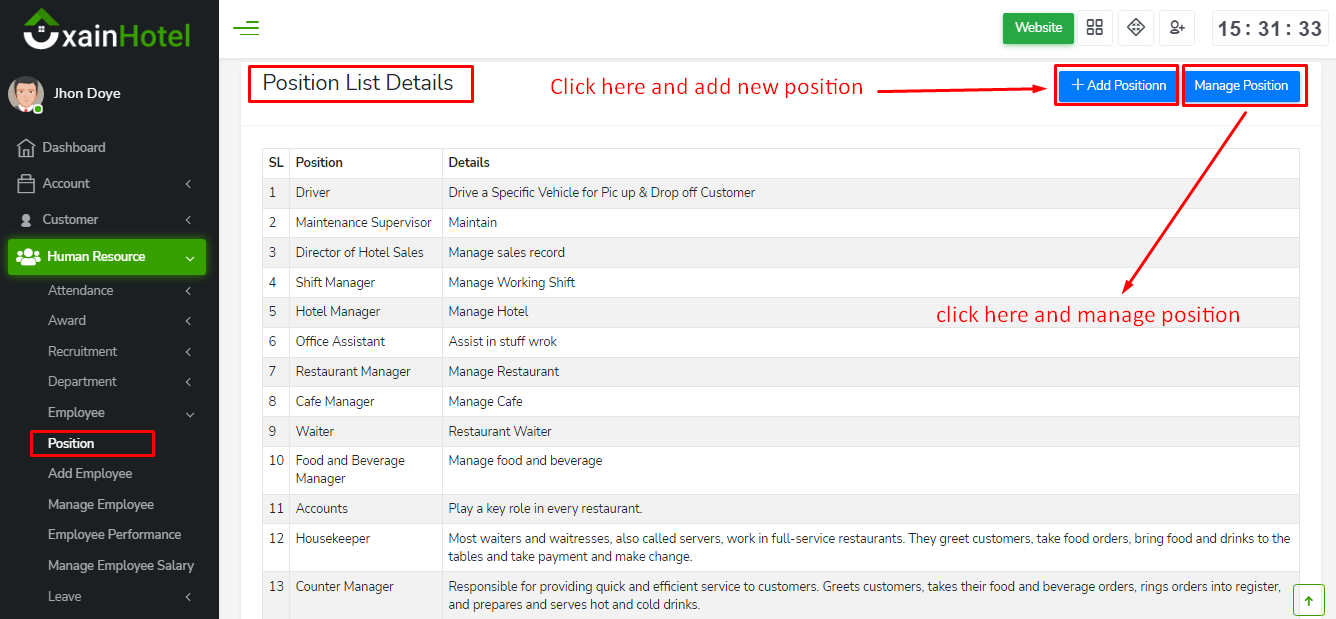 xainHotel
Website
15 : 31 : 33
Jhon Doye
Dashboard
Account
Customer
Human Resource
Attendance
Award
Recruitment
Department
Employee
Position
Add Employee
Manage Employee
Employee Performance
Manage Employee Salary
Leave
Position List Details
Click here and add new position
+ Add Positionn
Manage Position
click here and manage position
SL Position Details
1 Driver Drive a Specific Vehicle for Pic up & Drop off Customer
2 Maintenance Supervisor Maintain
3 Director of Hotel Sales Manage sales record
4 Shift Manager Manage Working Shift
5 Hotel Manager Manage Hotel
6 Office Assistant Assist in stuff wrok
7 Restaurant Manager Manage Restaurant
8 Cafe Manager Manage Cafe
9 Waiter Restaurant Waiter
10 Food and Beverage Manage food and beverage
Manager
11 Accounts Play a key role in every restaurant.
12 Housekeeper Most waiters and waitresses, also called servers, work in full-service restaurants. They greet customers, take food orders, bring food and drinks to the
tables and take payment and make change.
13 Counter Manager Responsible for providing quick and efficient service to customers. Greets customers, takes their food and beverage orders, rings orders into register,
and prepares and serves hot and cold drinks.